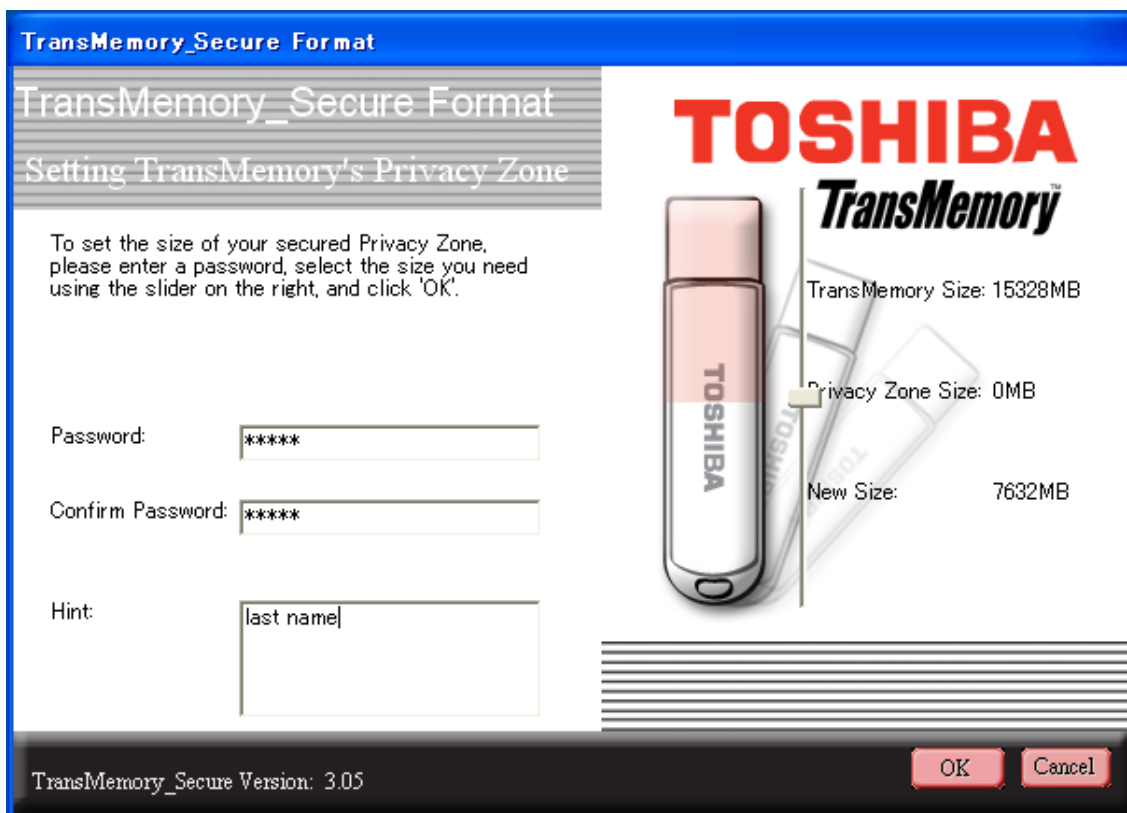 TransMemory_Secure Format
TransMemory_Secure Format
Setting TransMemory's Privacy Zone
To set the size of your secured Privacy Zone,
please enter a password, select the size you need
using the slider on the right, and click 'OK'.
Password: *****
Confirm Password: *****
Hint: last name
TOSHIBA
TransMemory™
TOSHIBA
TransMemory Size: 15328MB
Privacy Zone Size: 0MB
New Size: 7632MB
TOSHIBA
TOSHIBA
TransMemory_Secure Version: 3.05
OK
Cancel